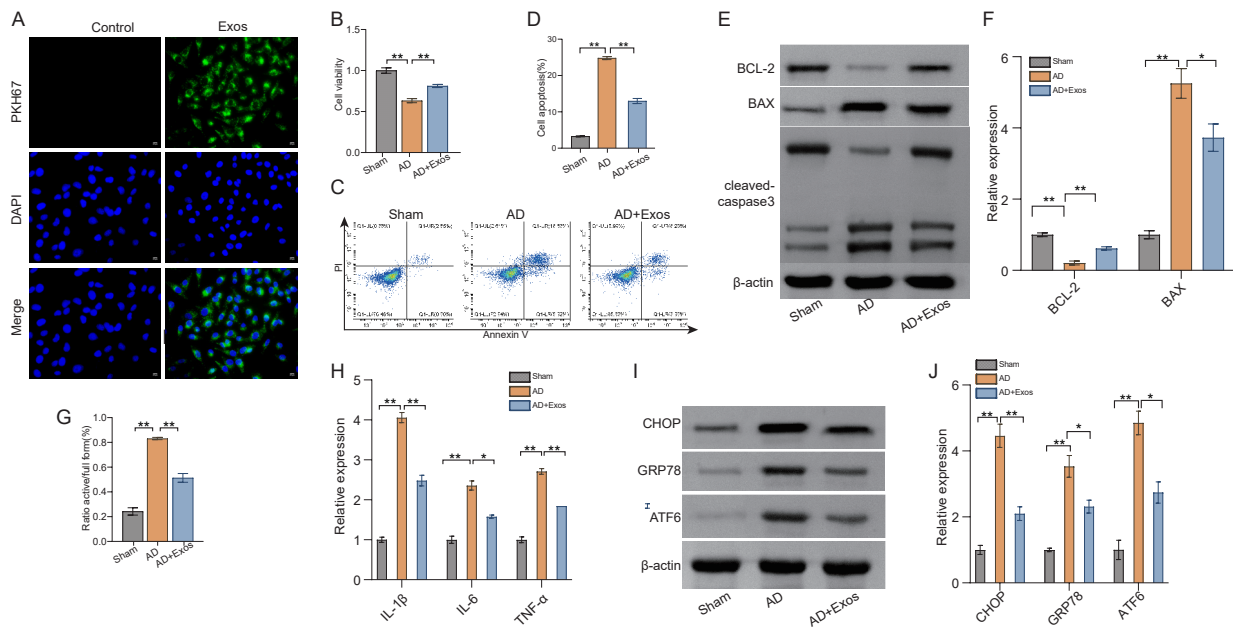 A
Control
Exos
PKH67
DAPI
Merge
B
Cell viability
1.5
1.0
0.5
0.0
**
**
Sham
AD
AD+Exos
C
Sham
AD
AD+Exos
PI
Annexin V
D
Cell apoptosis(%)
30
20
10
0
**
**
Sham
AD
AD+Exos
E
BCL-2
BAX
cleaved-
caspase3
β-actin
Sham
AD
AD+Exos
F
Relative expression
6
4
2
0
Sham
AD
AD+Exos
**
**
**
*
BCL-2
BAX
G
Ratio active/full form(%)
1.0
0.8
0.6
0.4
0.2
**
**
Sham
AD
AD+Exos
H
Relative expression
5
4
3
2
1
0
Sham
AD
AD+Exos
**
**
**
*
**
**
IL-1β
IL-6
TNF-α
I
CHOP
GRP78
ATF6
β-actin
Sham
AD
AD+Exos
J
Relative expression
6
4
2
0
Sham
AD
AD+Exos
**
**
**
*
**
*
CHOP
GRP78
ATF6